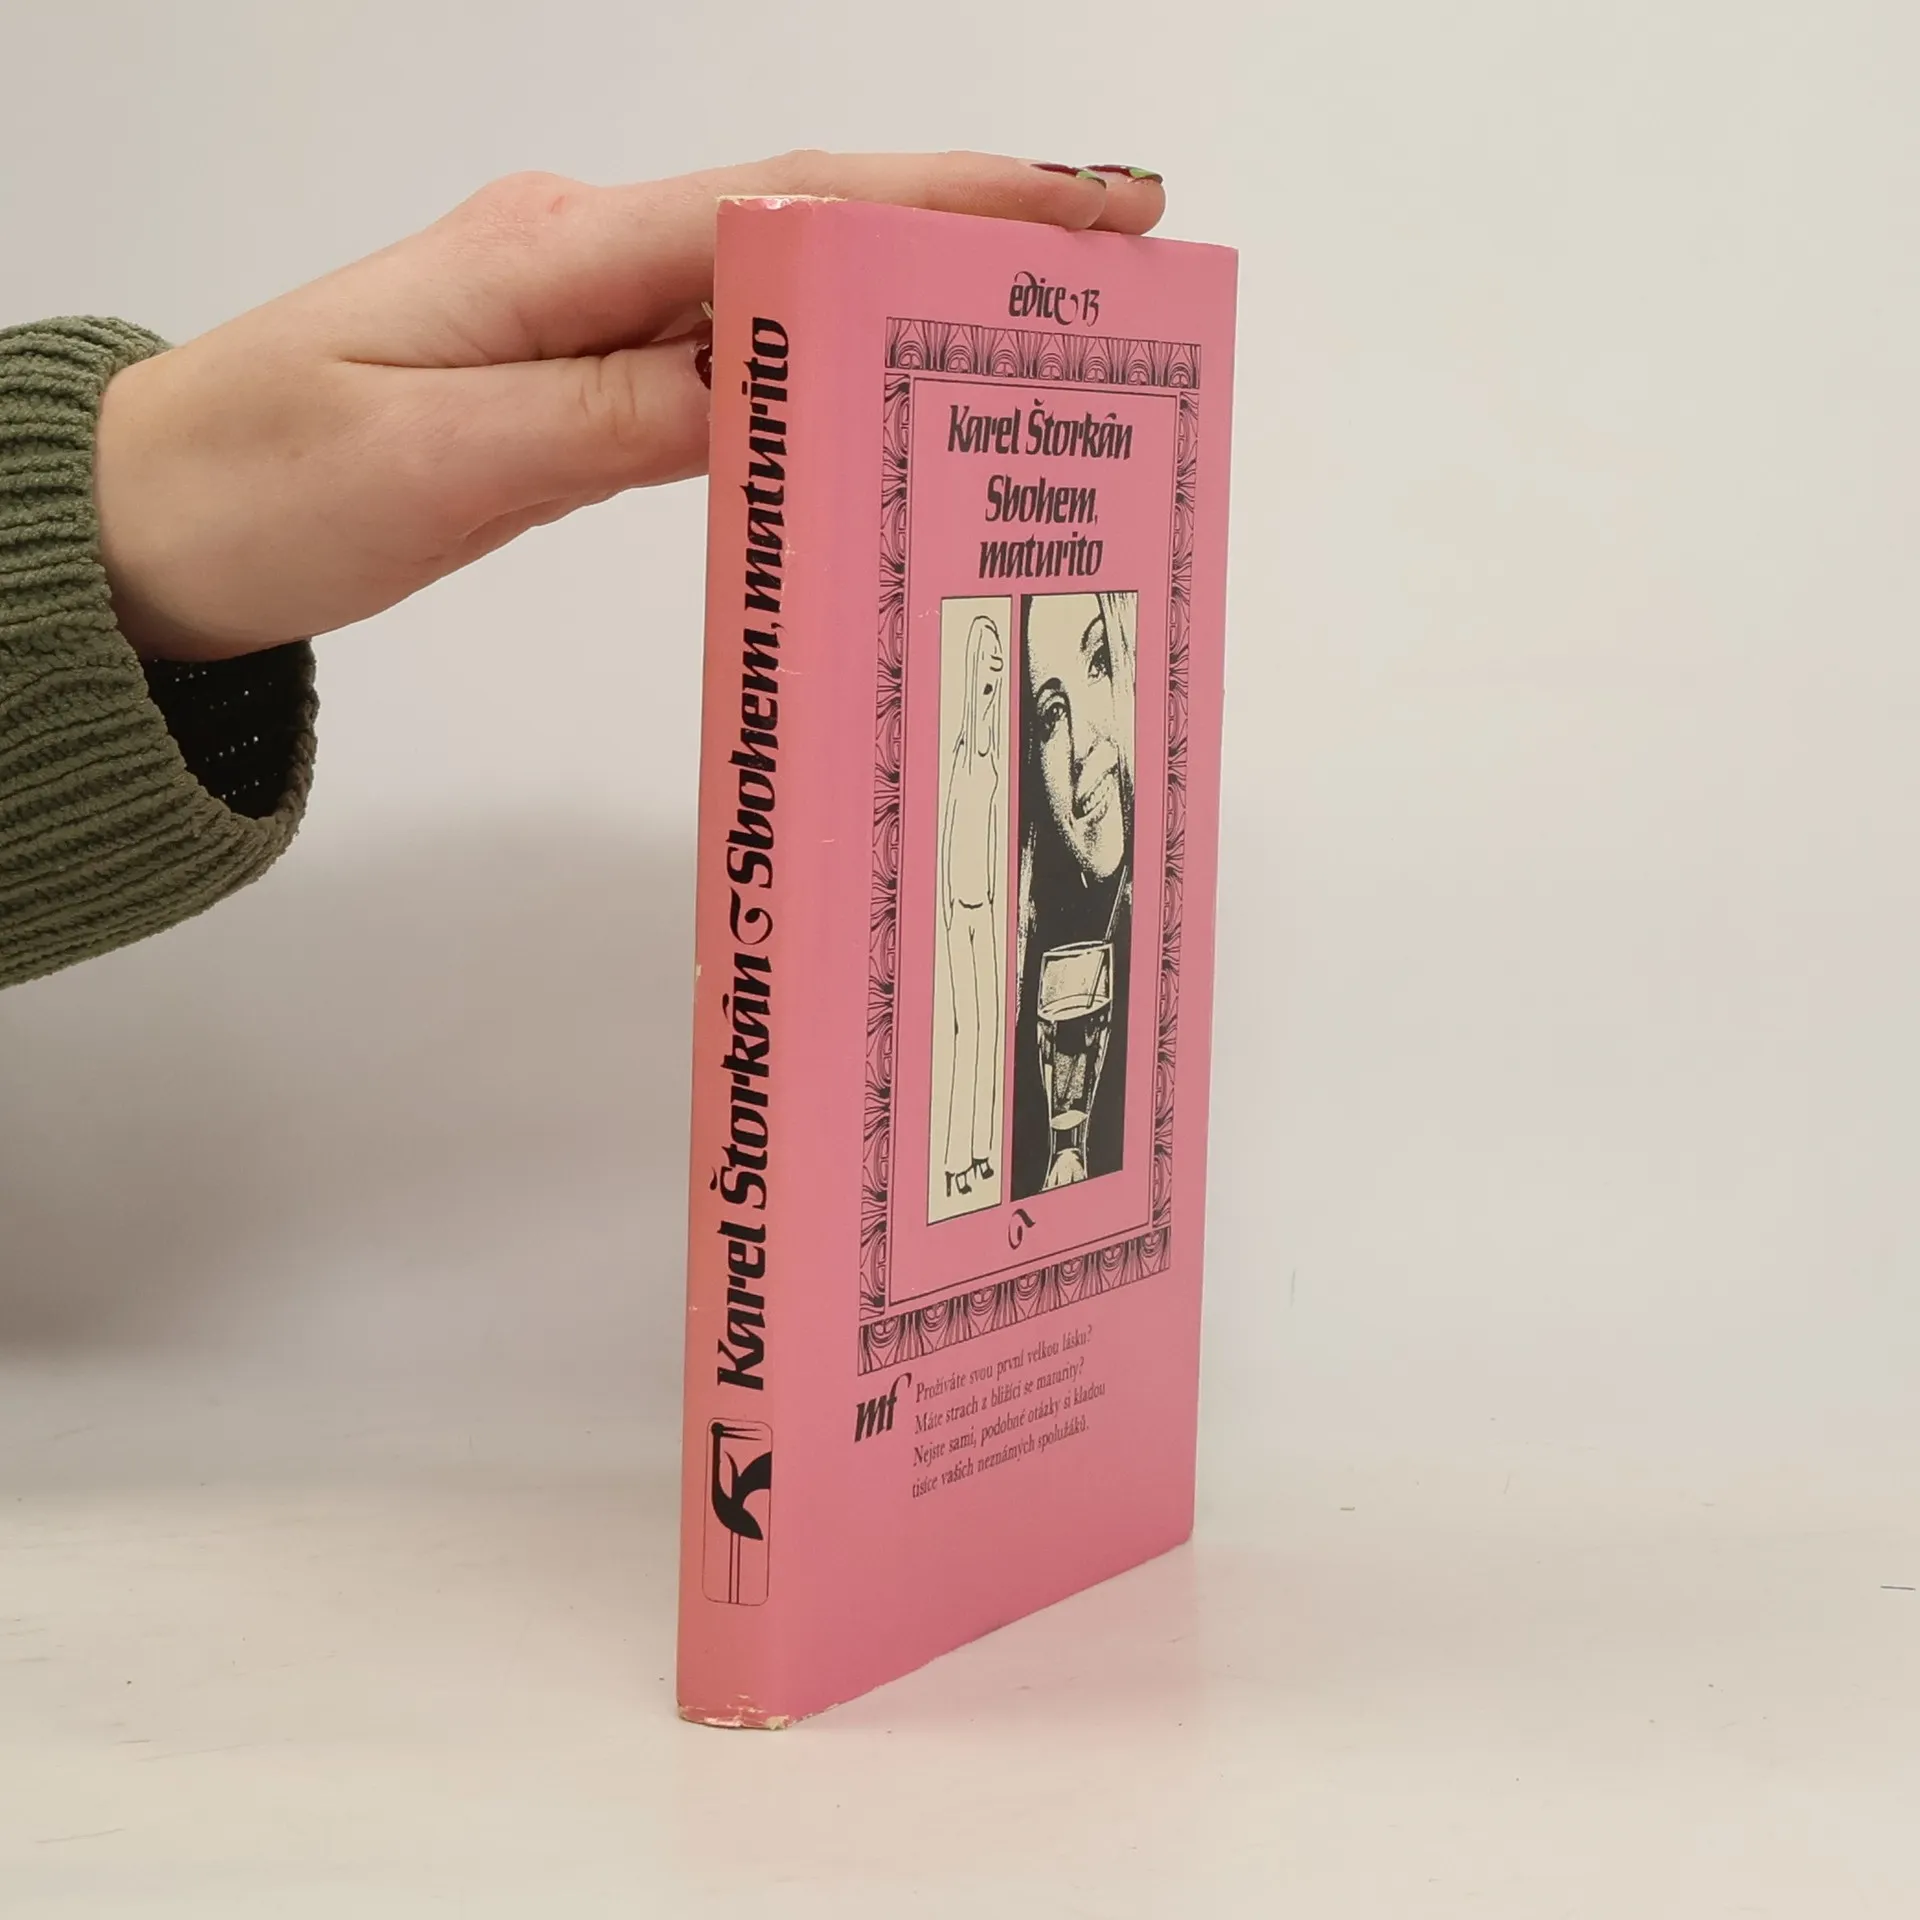 Karel Štorkán Sbohem, maturito
edice 13
Karel Štorkán
Sbohem,
maturito
mf
Prožíváte svou první velkou lásku?
Máte strach z blížící se maturity?
Nejste sami, podobné otázky si kladou
tisíce vašich neznámých spolužáků.